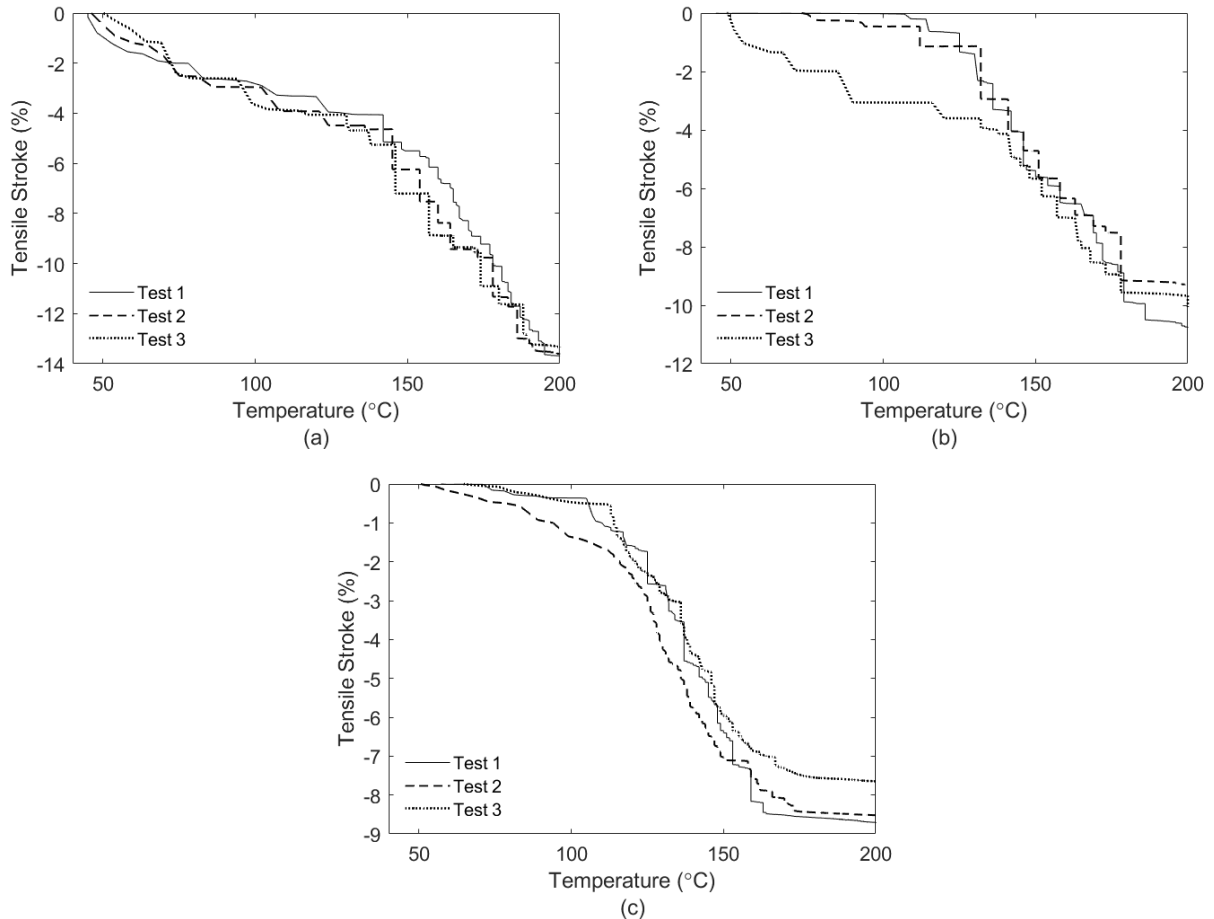 0
-2
-4
-6
-8
-10
-12
-14
Tensile Stroke (%)
Test 1
Test 2
Test 3
50 100 150 200
Temperature (°C)
(a)
0
-2
-4
-6
-8
-10
-12
Tensile Stroke (%)
Test 1
Test 2
Test 3
50 100 150 200
Temperature (°C)
(b)
0
-1
-2
-3
-4
-5
-6
-7
-8
-9
Tensile Stroke (%)
Test 1
Test 2
Test 3
50 100 150 200
Temperature (°C)
(c)